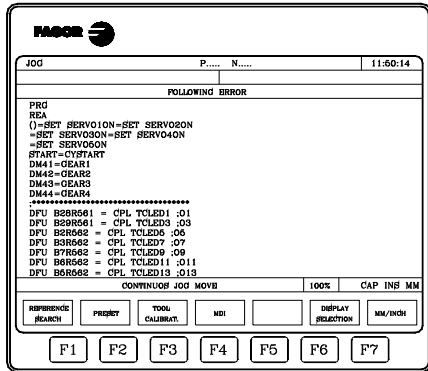 FAGOR
JOG P..... N..... 11:50:14
FOLLOWING ERROR
PRG
REA
()=SET SERVO1ON=SET SERVO2ON
=SET SERVO3ON=SET SERVO4ON
=SET SERVO5ON
START=CYSTART
DM41=GEAR1
DM42=GEAR2
DM43=GEAR3
DM44=GEAR4
;************************************
DFU B28R561 = CPL TCLED1 ;01
DFU B29R561 = CPL TCLED3 ;03
DFU B2R562 = CPL TCLED5 ;05
DFU B3R562 = CPL TCLED7 ;07
DFU B7R562 = CPL TCLED9 ;09
DFU B6R562 = CPL TCLED11 ;011
DFU B5R562 = CPL TCLED13 ;013
CONTINUOS JOG MOVE 100% CAP INS MM
REFERENCE SEARCH
PRESET
TOOL CALIBRAT.
MDI
DISPLAY SELECTION
MM/INCH
F1 F2 F3 F4 F5 F6 F7